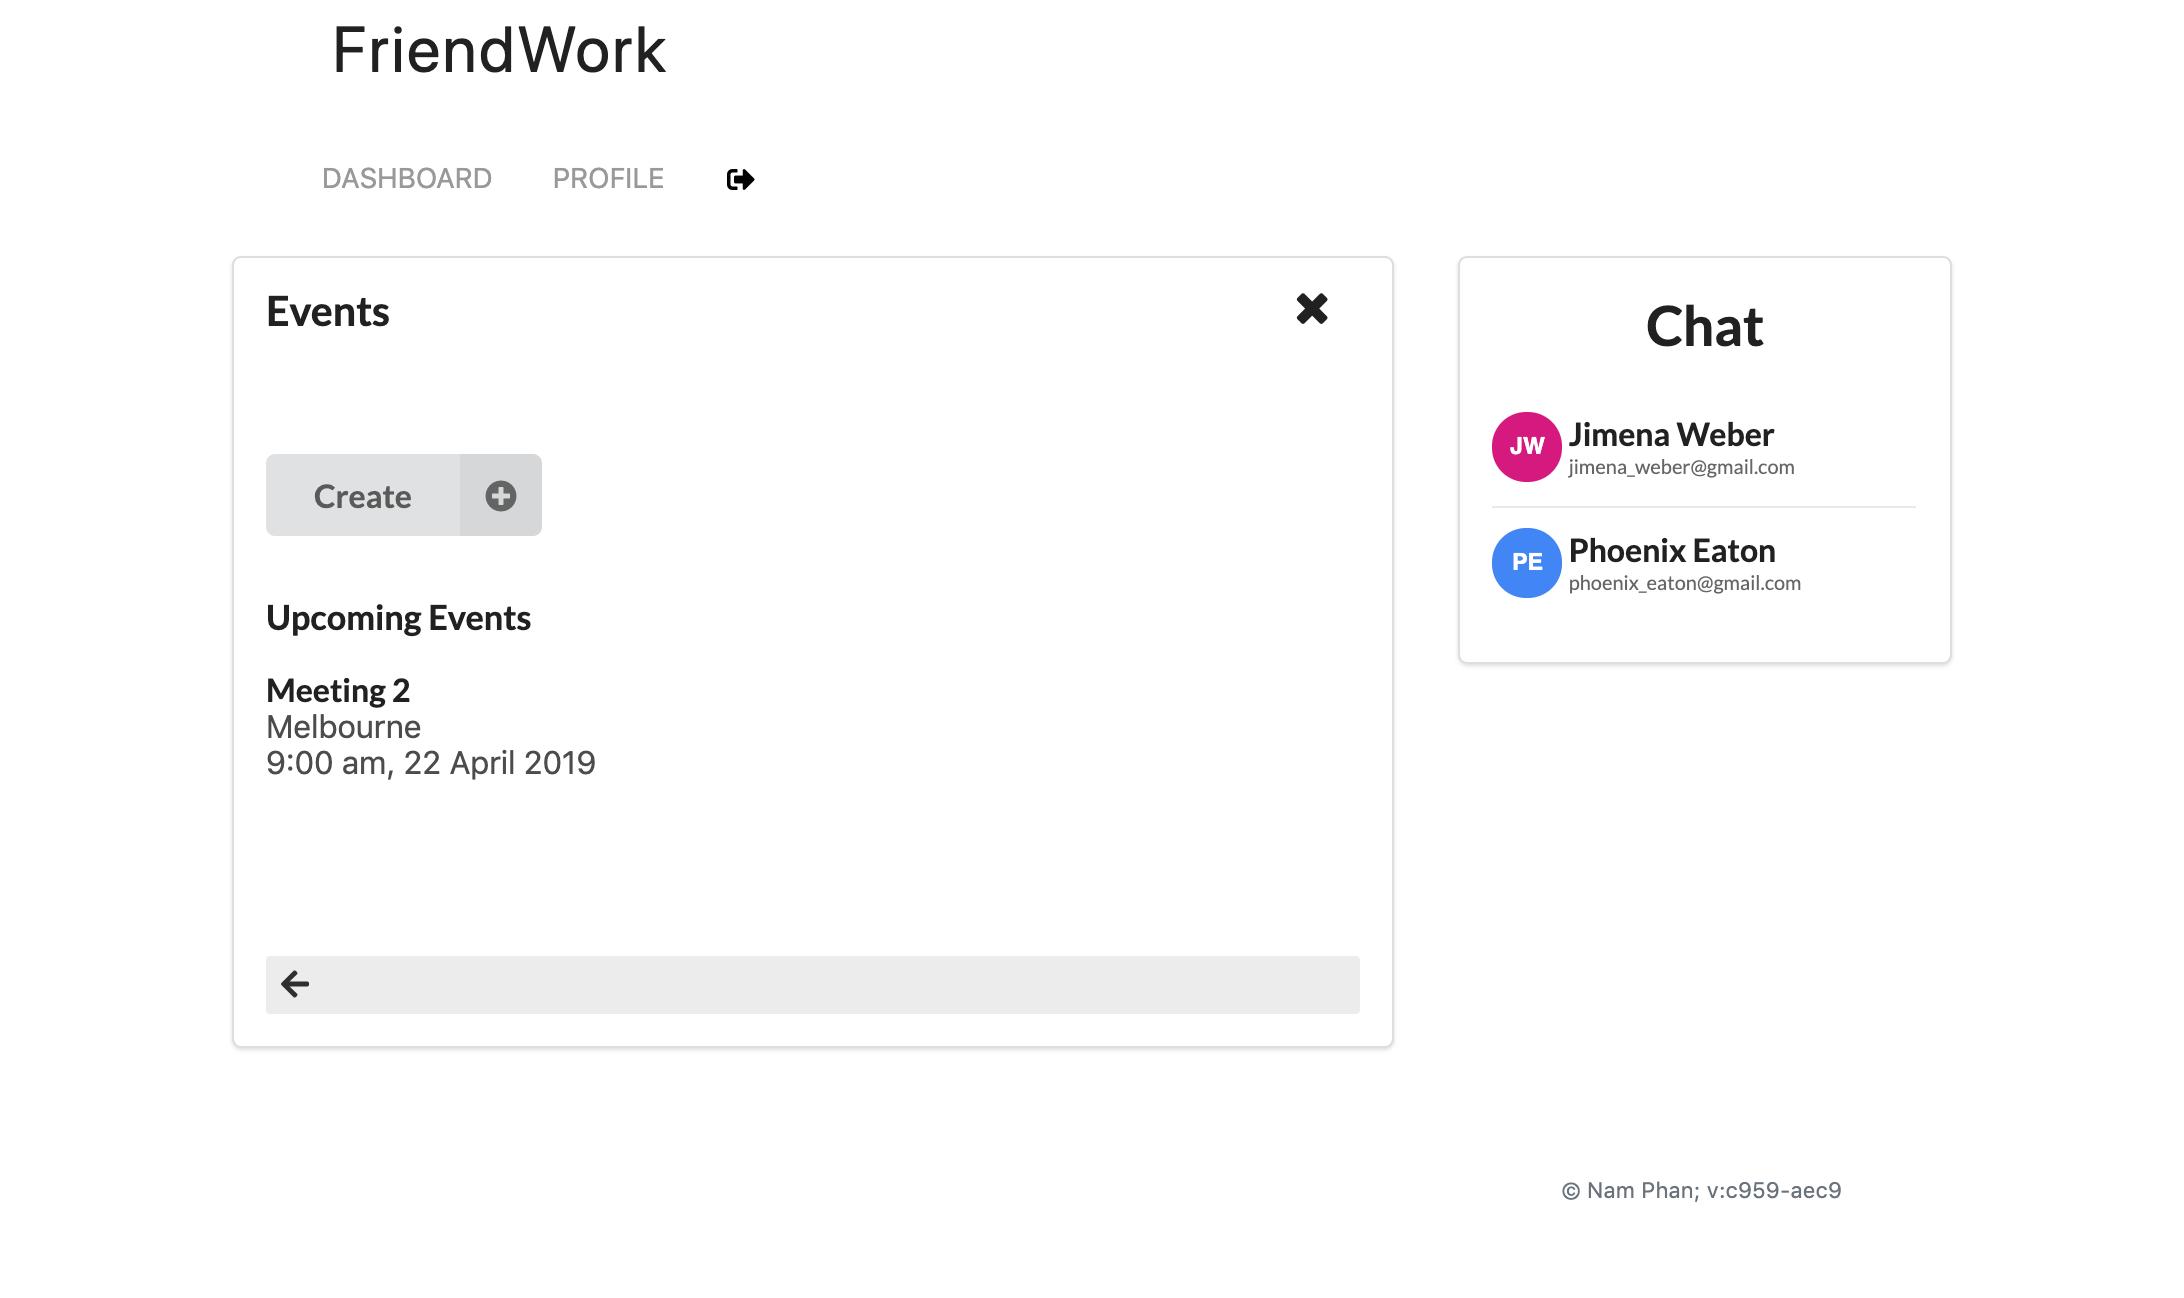 FriendWork
DASHBOARD
PROFILE
Events
Create
Upcoming Events
Meeting 2
Melbourne
9:00 am, 22 April 2019
Chat
JW
Jimena Weber
jimena_weber@gmail.com
PE
Phoenix Eaton
phoenix_eaton@gmail.com
© Nam Phan; v:c959-aec9